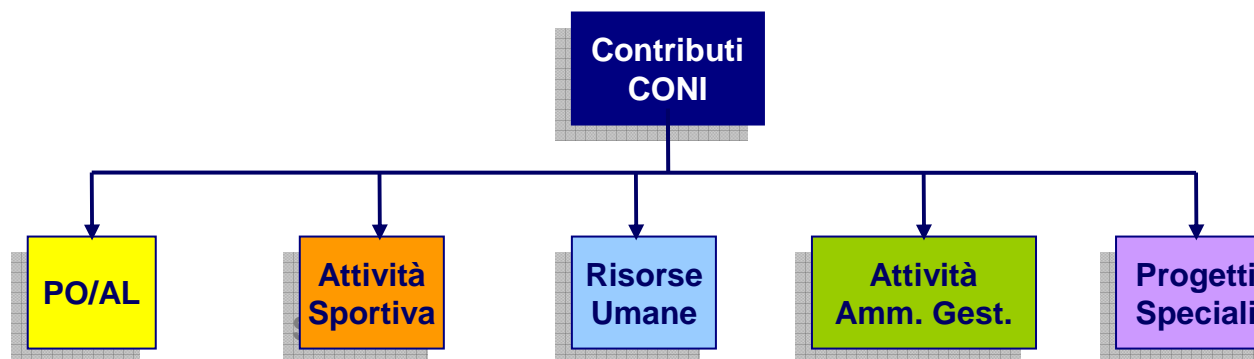 Contributi
CONI
PO/AL
Attività
Sportiva
Risorse
Umane
Attività
Amm. Gest.
Progetti
Speciali